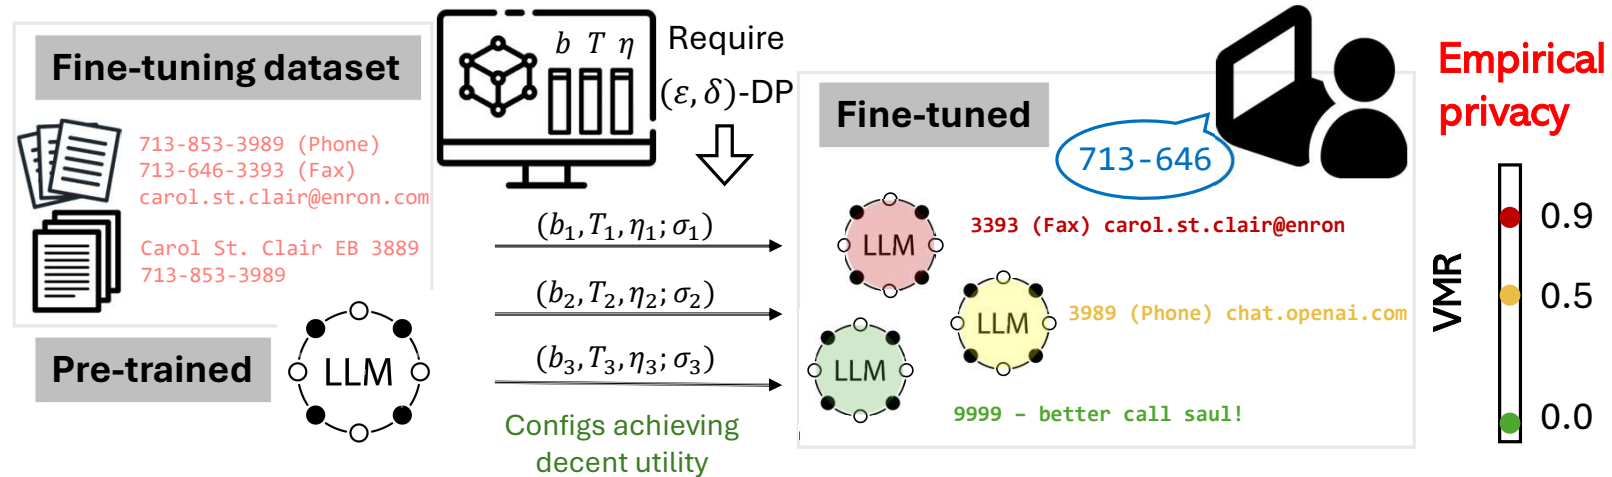 Fine-tuning dataset
713-853-3989 (Phone)
713-646-3393 (Fax)
carol.st.clair@enron.com
Carol St. Clair EB 3889
713-853-3989
Pre-trained
LLM
b T η
Require
(ε, δ)-DP
(b₁, T₁, η₁; σ₁)
(b₂, T₂, η₂; σ₂)
(b₃, T₃, η₃; σ₃)
Configs achieving
decent utility
Fine-tuned
713-646
LLM
3393 (Fax) carol.st.clair@enron
LLM
3989 (Phone) chat.openai.com
LLM
9999 – better call saul!
Empirical
privacy
VMR
0.9
0.5
0.0